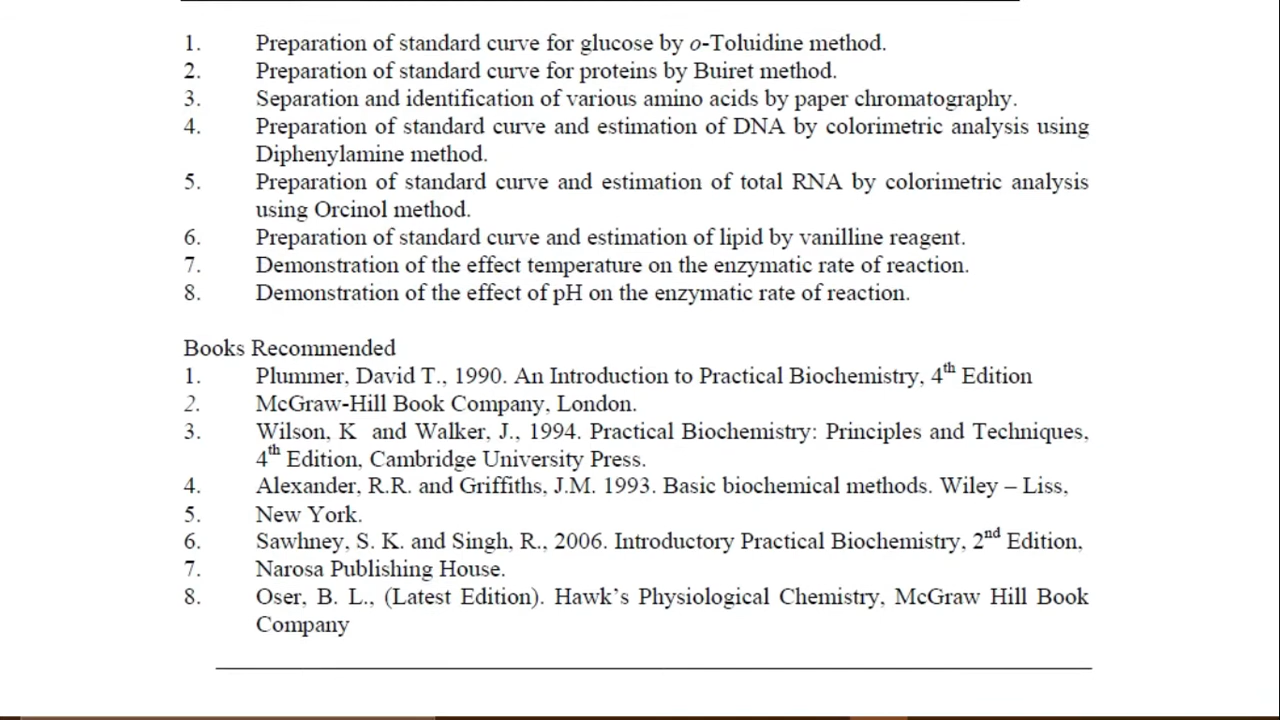 1. Preparation of standard curve for glucose by o-Toluidine method.
2. Preparation of standard curve for proteins by Buiret method.
3. Separation and identification of various amino acids by paper chromatography.
4. Preparation of standard curve and estimation of DNA by colorimetric analysis using
Diphenylamine method.
5. Preparation of standard curve and estimation of total RNA by colorimetric analysis
using Orcinol method.
6. Preparation of standard curve and estimation of lipid by vanilline reagent.
7. Demonstration of the effect temperature on the enzymatic rate of reaction.
8. Demonstration of the effect of pH on the enzymatic rate of reaction.
Books Recommended
1. Plummer, David T., 1990. An Introduction to Practical Biochemistry, 4th Edition
2. McGraw-Hill Book Company, London.
3. Wilson, K and Walker, J., 1994. Practical Biochemistry: Principles and Techniques,
4th Edition, Cambridge University Press.
4. Alexander, R.R. and Griffiths, J.M. 1993. Basic biochemical methods. Wiley – Liss,
5. New York.
6. Sawhney, S. K. and Singh, R., 2006. Introductory Practical Biochemistry, 2nd Edition,
7. Narosa Publishing House.
8. Oser, B. L., (Latest Edition). Hawk's Physiological Chemistry, McGraw Hill Book
Company